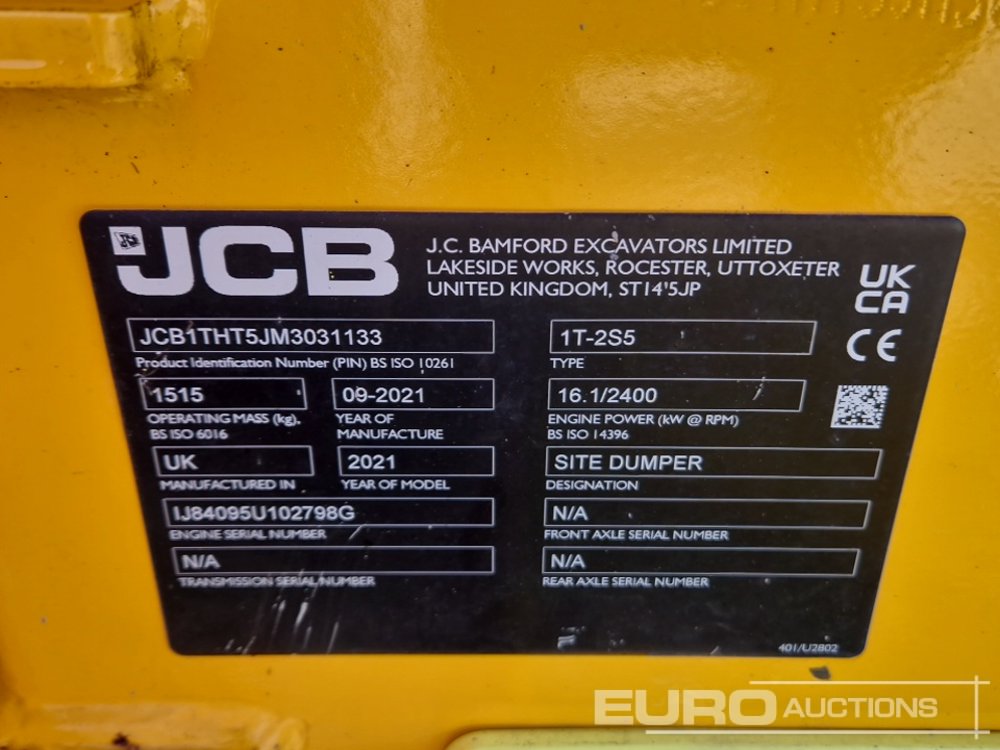 JCB
J.C. BAMFORD EXCAVATORS LIMITED
LAKESIDE WORKS, ROCESTER, UTTOXETER
UNITED KINGDOM, ST14'5JP
UK
CA
CE
JCB1THT5JM3031133
Product Identification Number (PIN) BS ISO 10261
1T-2S5
TYPE
1515
OPERATING MASS (kg),
BS ISO 6016
09-2021
YEAR OF
MANUFACTURE
16.1/2400
ENGINE POWER (kW @ RPM)
BS ISO 14396
UK
MANUFACTURED IN
2021
YEAR OF MODEL
SITE DUMPER
DESIGNATION
IJ84095U102798G
ENGINE SERIAL NUMBER
N/A
FRONT AXLE SERIAL NUMBER
N/A
TRANSMISSION SERIAL NUMBER
N/A
REAR AXLE SERIAL NUMBER
401/U2802
EURO AUCTIONS